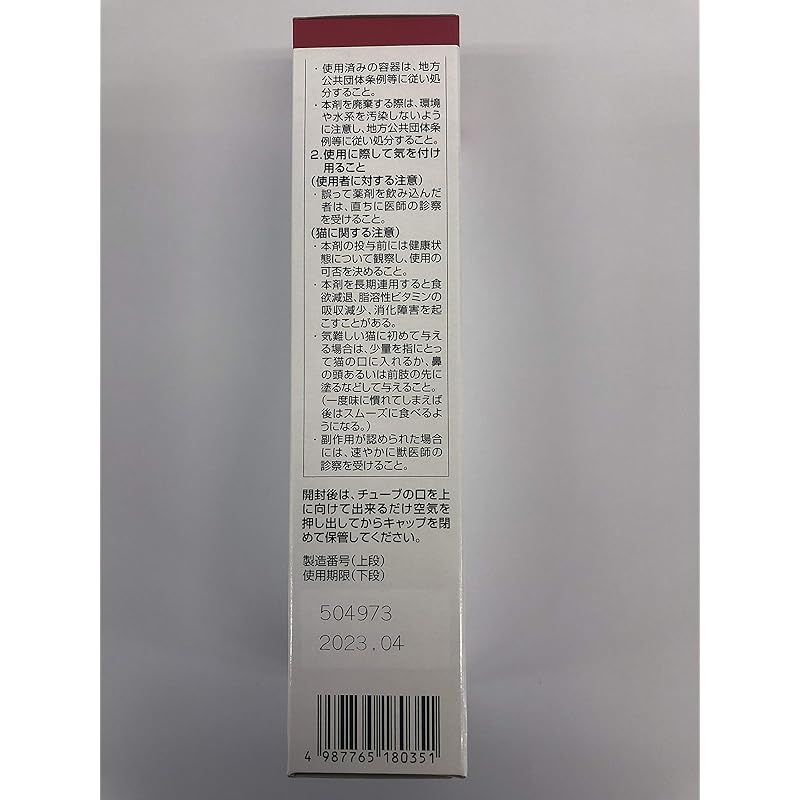 ・使用済みの容器は、地方
公共団体条例等に従い処
分すること。
・本剤を廃棄する際は、環境
や水系を汚染しないよう
に注意し、地方公共団体条
例等に従い処分すること。
2.使用に際して気を付け
ること
(使用者に対する注意)
・誤って薬剤を飲み込んだ
者は、直ちに医師の診察
を受けること。
(猫に関する注意)
・本剤の投与前には健康状
態について観察し、使用の
可否を決めること。
・本剤を長期連用すると食
欲減退、脂溶性ビタミンの
吸収減少、消化障害を起
こすことがある。
・気難しい猫に初めて与え
る場合は、少量を指にとっ
て猫の口に入れるか、鼻
の頭あるいは前肢の先に
塗るなどして与えること。
(一度味に慣れてしまえば
後はスムーズに食べるよ
うになる。)
・副作用が認められた場合
には、速やかに獣医師の
診察を受けること。
開封後は、チューブの口を上
に向けて出来るだけ空気を
押し出してからキャップを閉
めて保管してください。
製造番号(上段)
使用期限(下段)
504973
2023.04
4 987765 180351